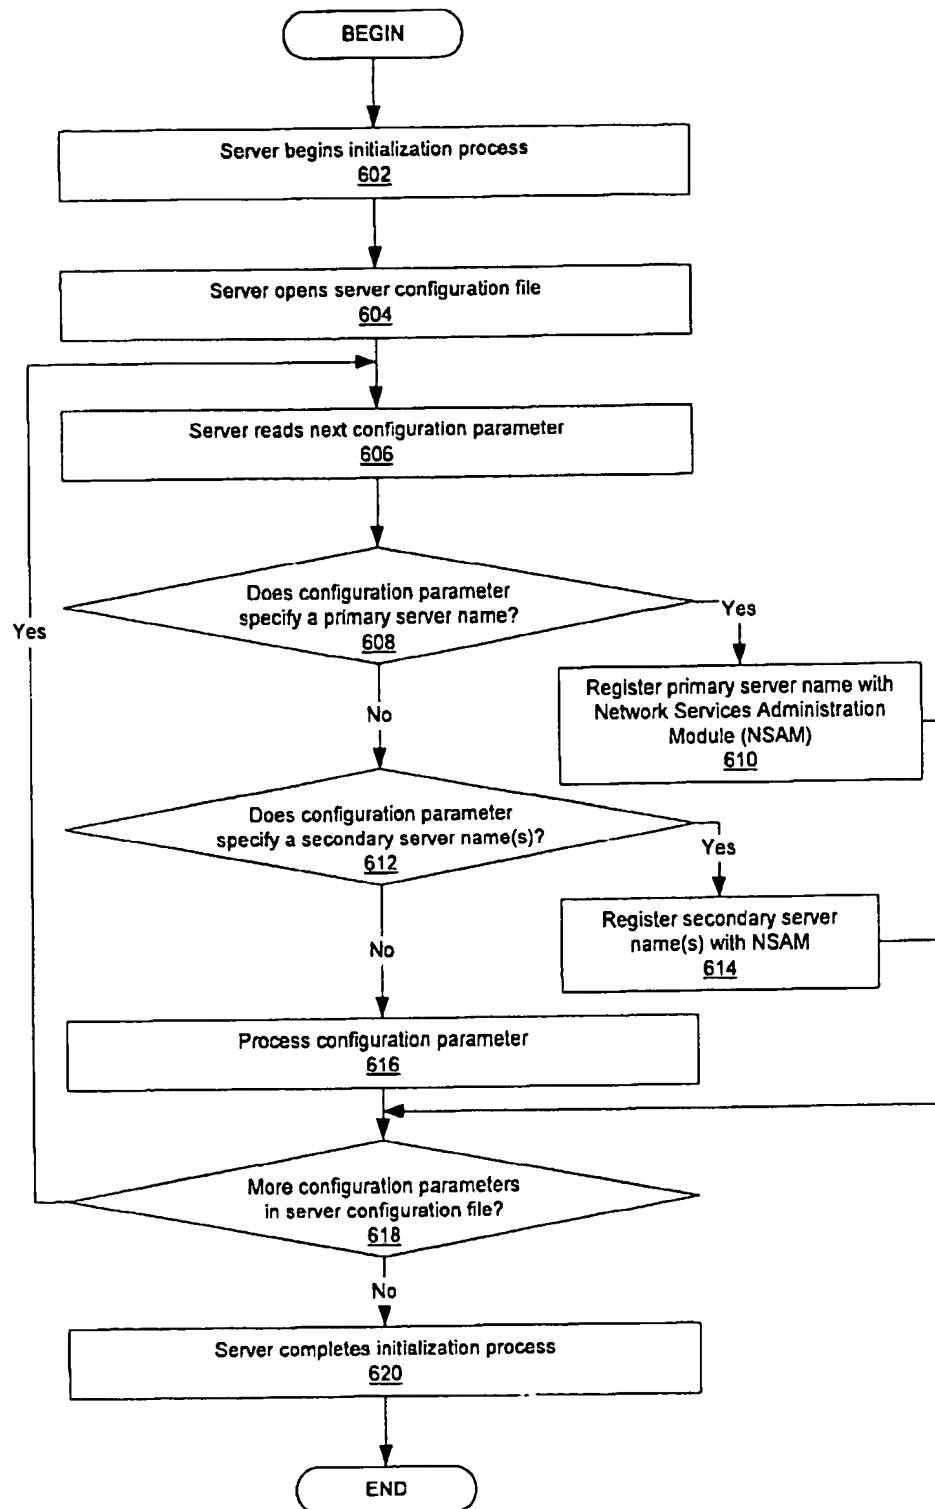 BEGIN
Server begins initialization process
602
Server opens server configuration file
604
Server reads next configuration parameter
606
Does configuration parameter
specify a primary server name?
608
Yes
Yes
Register primary server name with
Network Services Administration
Module (NSAM)
610
No
Does configuration parameter
specify a secondary server name(s)?
612
Yes
Register secondary server
name(s) with NSAM
614
No
Process configuration parameter
616
More configuration parameters
in server configuration file?
618
No
Server completes initialization process
620
END